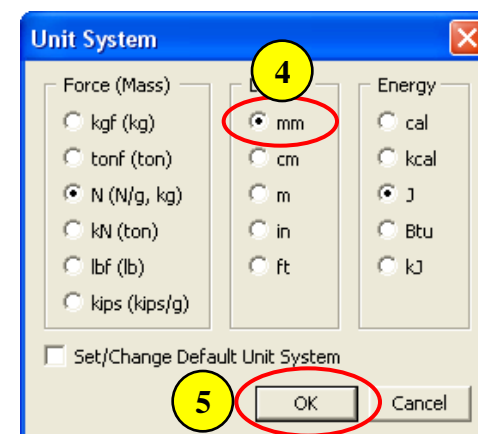 Unit System
4
Force (Mass)
Energy
kgf (kg)
mm
cal
tonf (ton)
cm
kcal
N (N/g, kg)
m
J
kN (ton)
in
Btu
lbf (lb)
ft
kJ
kips (kips/g)
Set/Change Default Unit System
5
OK
Cancel